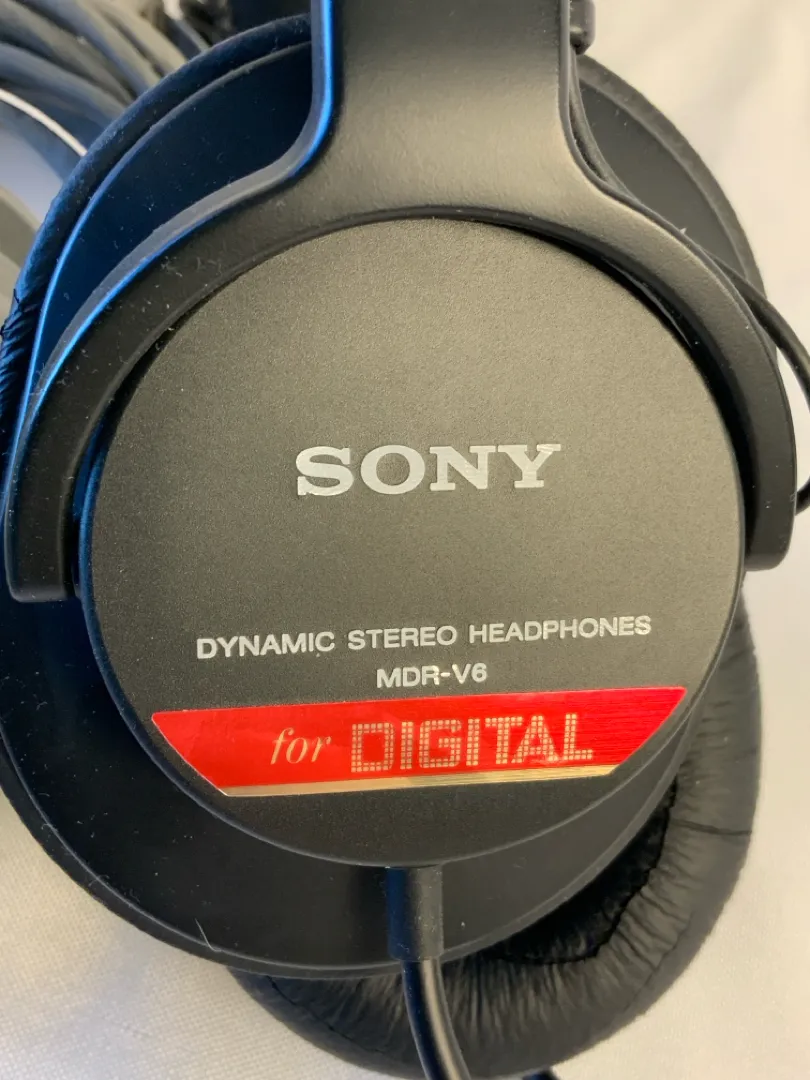 SONY
DYNAMIC STEREO HEADPHONES
MDR-V6
for DIGITAL